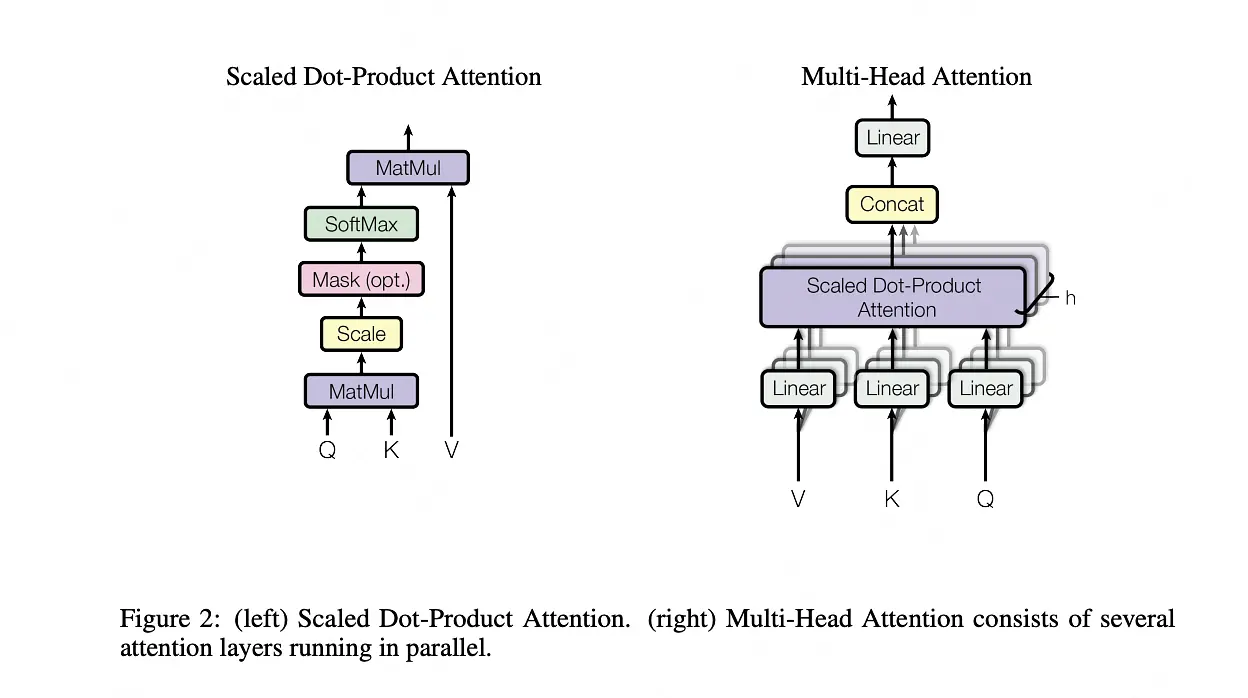 Scaled Dot-Product Attention
MatMul
SoftMax
Mask (opt.)
Scale
MatMul
Q K V
Multi-Head Attention
Linear
Concat
Scaled Dot-Product
Attention
h
Linear Linear Linear
V K Q
Figure 2: (left) Scaled Dot-Product Attention. (right) Multi-Head Attention consists of several
attention layers running in parallel.